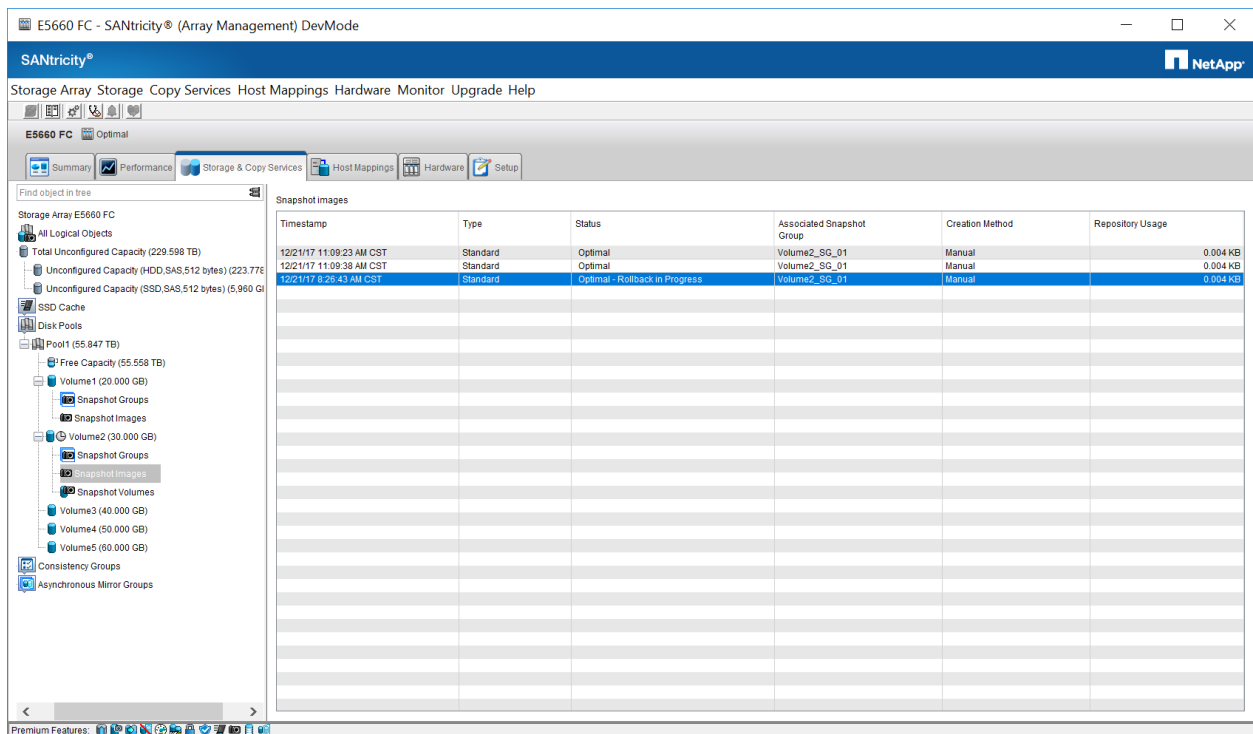 E5660 FC - SANtricity® (Array Management) DevMode
SANtricity®
NetApp
Storage Array Storage Copy Services Host Mappings Hardware Monitor Upgrade Help
E5660 FC Optimal
Summary Performance Storage & Copy Services Host Mappings Hardware Setup
Find object in tree
Storage Array E5660 FC
All Logical Objects
Total Unconfigured Capacity (229.598 TB)
Unconfigured Capacity (HDD,SAS,512 bytes) (223.778
Unconfigured Capacity (SSD,SAS,512 bytes) (5,960 GI
SSD Cache
Disk Pools
Pool1 (55.847 TB)
Free Capacity (55.558 TB)
Volume1 (20.000 GB)
Snapshot Groups
Snapshot Images
Volume2 (30.000 GB)
Snapshot Groups
Snapshot Images
Snapshot Volumes
Volume3 (40.000 GB)
Volume4 (50.000 GB)
Volume5 (60.000 GB)
Consistency Groups
Asynchronous Mirror Groups
Snapshot images
Timestamp Type Status Associated Snapshot Group Creation Method Repository Usage
12/21/17 11:09:23 AM CST Standard Optimal Volume2_SG_01 Manual 0.004 KB
12/21/17 11:09:38 AM CST Standard Optimal Volume2_SG_01 Manual 0.004 KB
12/21/17 8:26:43 AM CST Standard Optimal - Rollback in Progress Volume2_SG_01 Manual 0.004 KB
Premium Features: